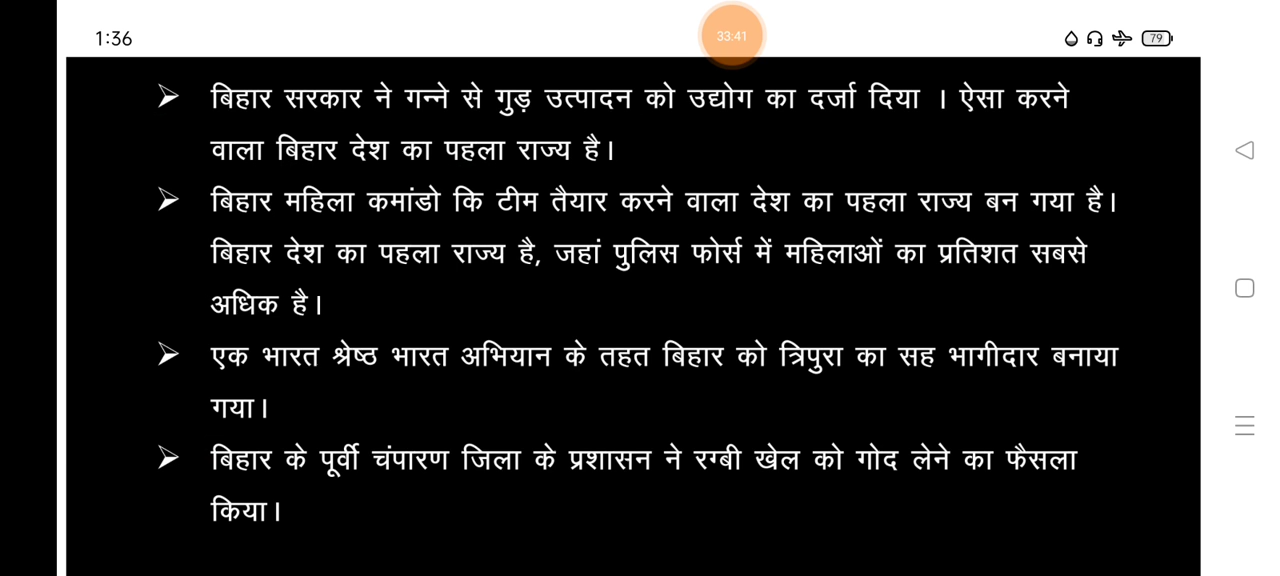 1:36
33:41
79
➢ बिहार सरकार ने गन्ने से गुड़ उत्पादन को उद्योग का दर्जा दिया । ऐसा करने
वाला बिहार देश का पहला राज्य है।
➢ बिहार महिला कमांडो कि टीम तैयार करने वाला देश का पहला राज्य बन गया है।
बिहार देश का पहला राज्य है, जहां पुलिस फोर्स में महिलाओं का प्रतिशत सबसे
अधिक है।
➢ एक भारत श्रेष्ठ भारत अभियान के तहत बिहार को त्रिपुरा का सह भागीदार बनाया
गया।
➢ बिहार के पूर्वी चंपारण जिला के प्रशासन ने रग्बी खेल को गोद लेने का फैसला
किया।